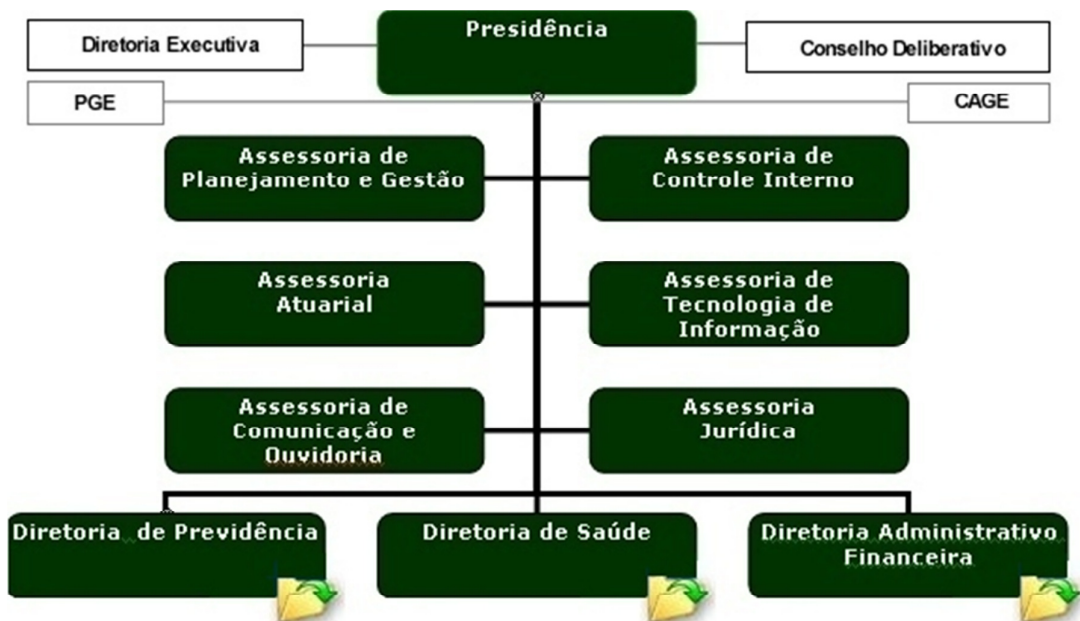 Presidência
Diretoria Executiva
Conselho Deliberativo
PGE
CAGE
Assessoria de
Planejamento e Gestão
Assessoria de
Controle Interno
Assessoria
Atuarial
Assessoria de
Tecnologia de
Informação
Assessoria de
Comunicação e
Ouvidoria
Assessoria
Jurídica
Diretoria de Previdência
Diretoria de Saúde
Diretoria Administrativo
Financeira